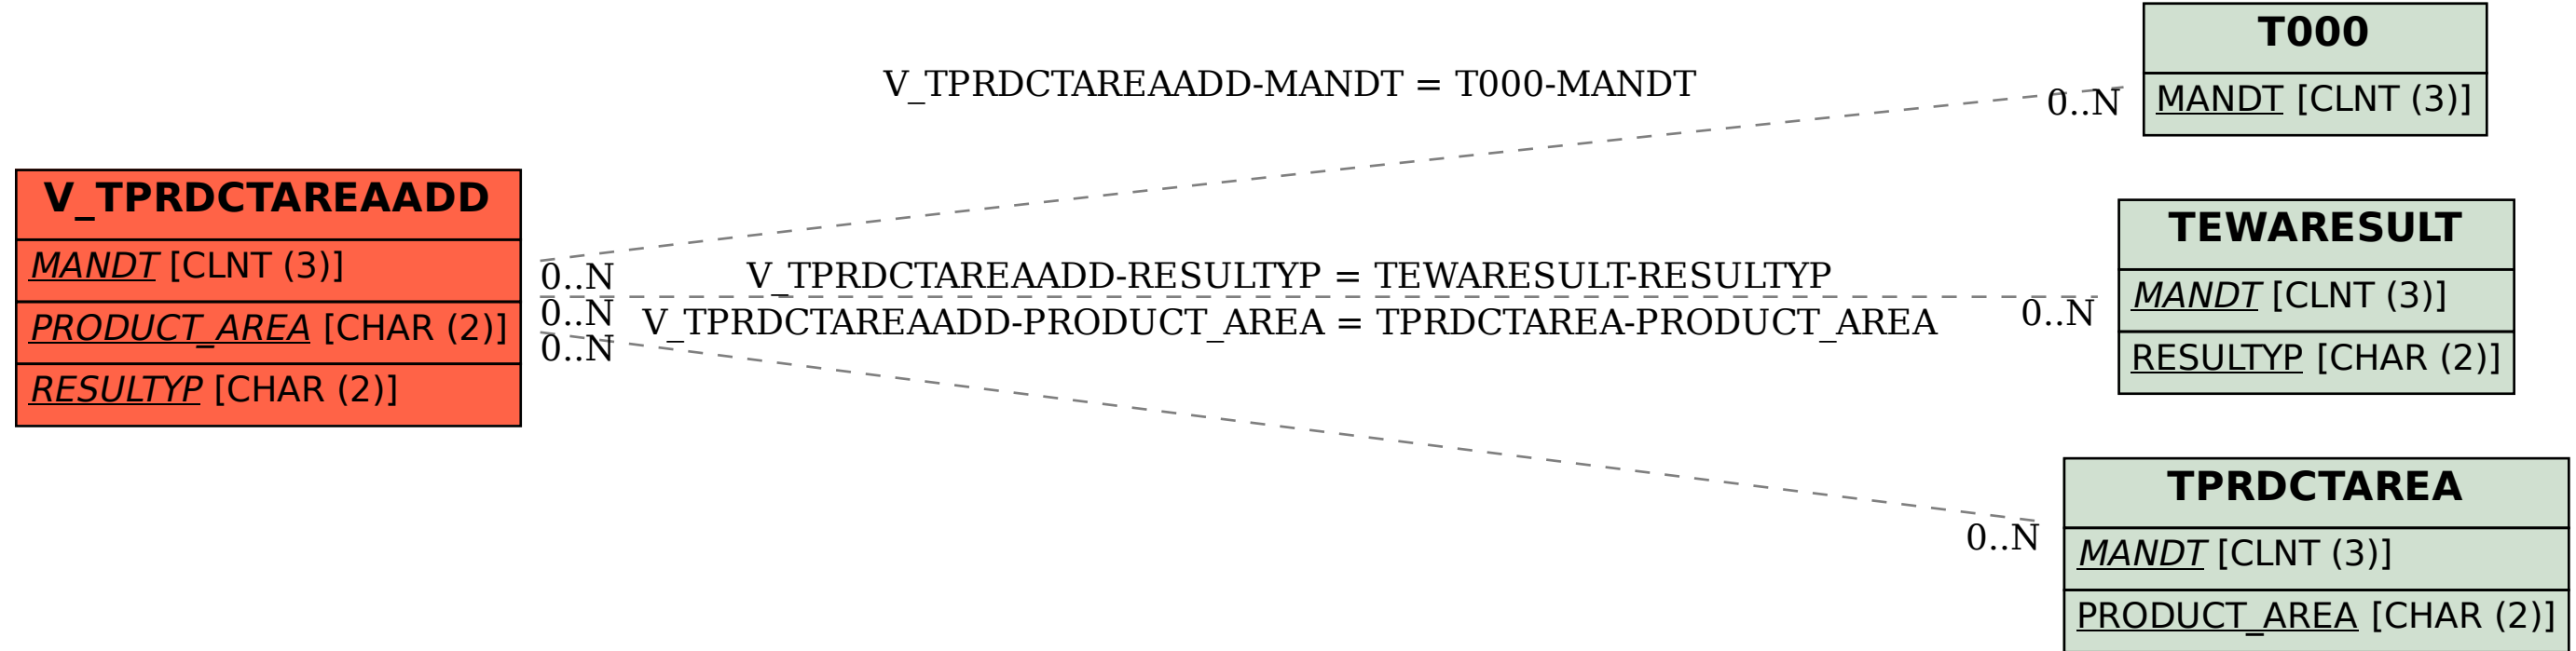 V_TPRDCTAREAADD
MANDT [CLNT (3)]
PRODUCT_AREA [CHAR (2)]
RESULTYP [CHAR (2)]
V_TPRDCTAREAADD-MANDT = T000-MANDT
0..N
0..N
V_TPRDCTAREAADD-RESULTYP = TEWARESULT-RESULTYP
0..N
0..N
V_TPRDCTAREAADD-PRODUCT_AREA = TPRDCTAREA-PRODUCT_AREA
0..N
0..N
T000
MANDT [CLNT (3)]
TEWARESULT
MANDT [CLNT (3)]
RESULTYP [CHAR (2)]
TPRDCTAREA
MANDT [CLNT (3)]
PRODUCT_AREA [CHAR (2)]